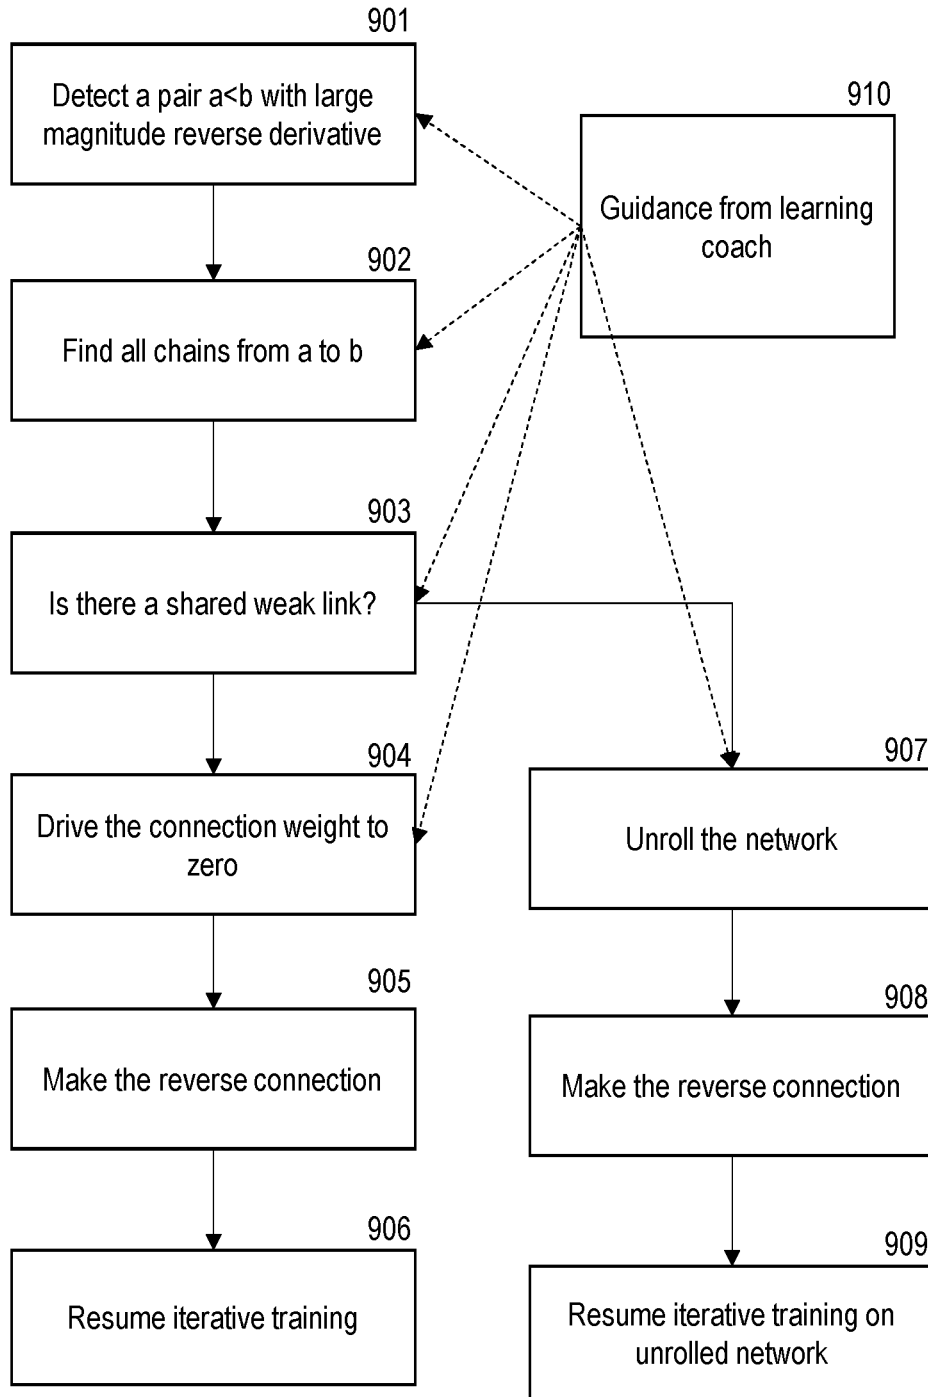 901
Detect a pair a<b with large
magnitude reverse derivative
910
Guidance from learning
coach
902
Find all chains from a to b
903
Is there a shared weak link?
904
Drive the connection weight to
zero
907
Unroll the network
905
Make the reverse connection
908
Make the reverse connection
906
Resume iterative training
909
Resume iterative training on
unrolled network